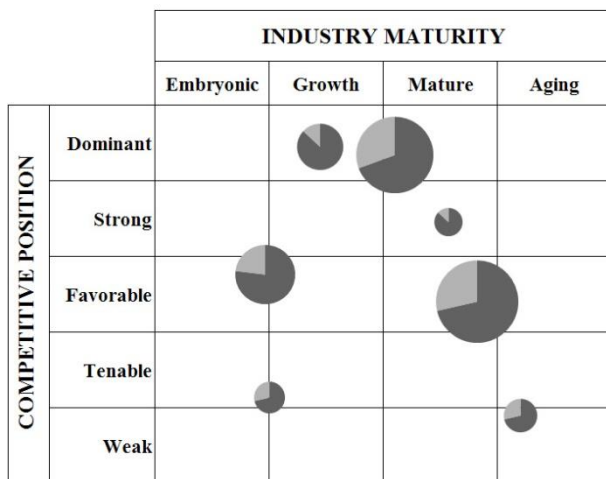 INDUSTRY MATURITY
Embryonic Growth Mature Aging
COMPETITIVE POSITION
Dominant
Strong
Favorable
Tenable
Weak